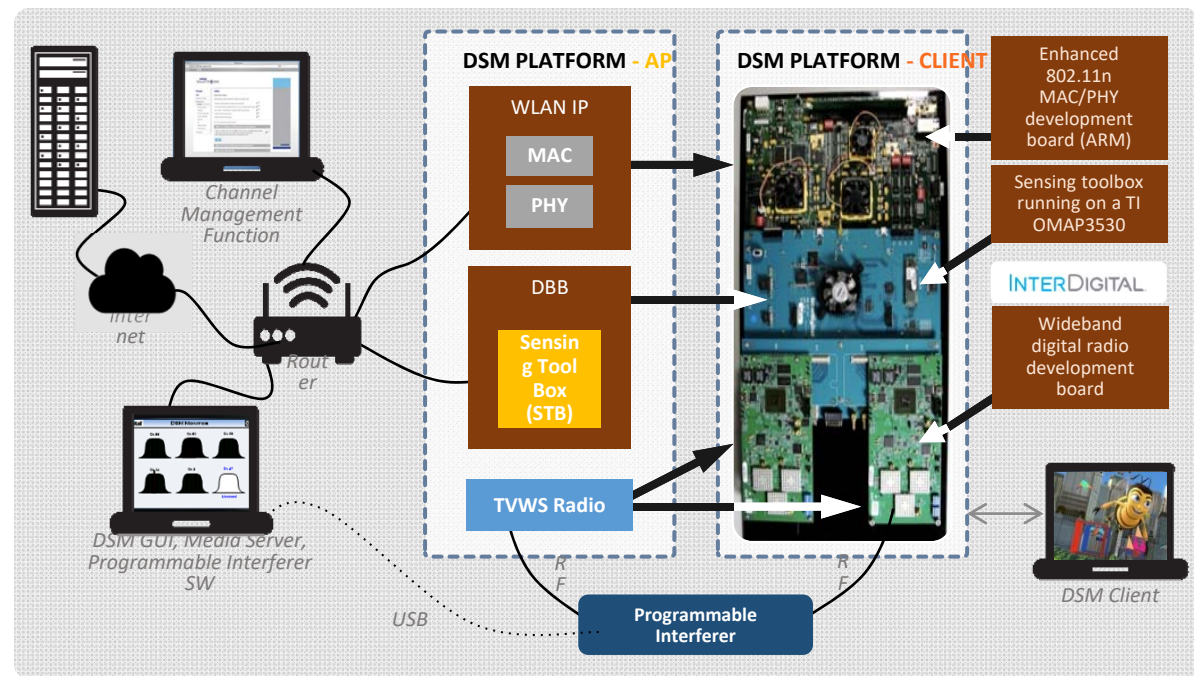 DSM PLATFORM - AP
WLAN IP
MAC
PHY
DBB
Sensin
g Tool
Box
(STB)
TVWS Radio
DSM PLATFORM - CLIENT
Enhanced
802.11n
MAC/PHY
development
board (ARM)
Sensing toolbox
running on a TI
OMAP3530
INTERDIGITAL
Wideband
digital radio
development
board
Channel
Management
Function
Inter
net
Rout
er
DSM GUI, Media Server,
Programmable Interferer
SW
USB
R
F
R
F
Programmable
Interferer
DSM Client